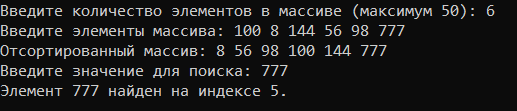 Введите количество элементов в массиве (максимум 50): 6
Введите элементы массива: 100 8 144 56 98 777
Отсортированный массив: 8 56 98 100 144 777
Введите значение для поиска: 777
Элемент 777 найден на индексе 5.